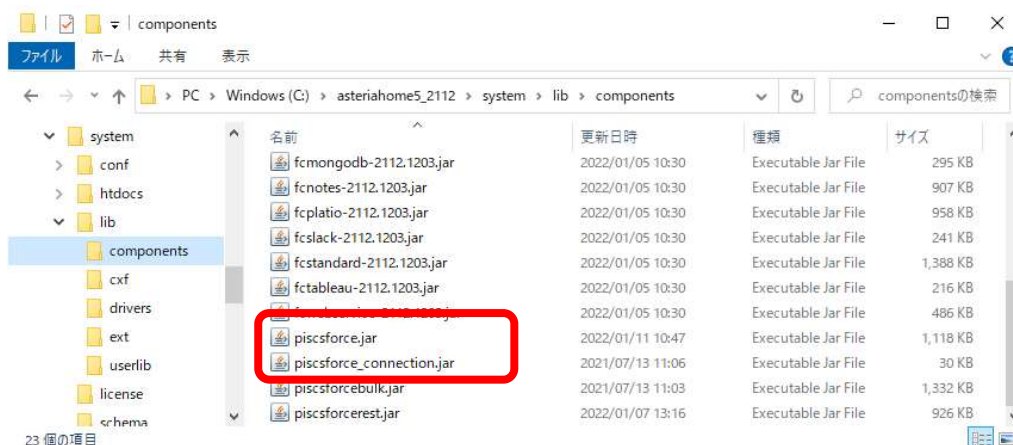 components
ファイル ホーム 共有 表示
PC Windows (C:) asteriahome5_2112 system lib components componentsの検索
system
conf
htdocs
lib
components
cxf
drivers
ext
userlib
license
schema
名前 更新日時 種類 サイズ
fcmongodb-2112.1203.jar 2022/01/05 10:30 Executable Jar File 295 KB
fcnotes-2112.1203.jar 2022/01/05 10:30 Executable Jar File 907 KB
fcplatio-2112.1203.jar 2022/01/05 10:30 Executable Jar File 958 KB
fcslack-2112.1203.jar 2022/01/05 10:30 Executable Jar File 241 KB
fcstandard-2112.1203.jar 2022/01/05 10:30 Executable Jar File 1,388 KB
fctableau-2112.1203.jar 2022/01/05 10:30 Executable Jar File 216 KB
2022/01/05 10:30 Executable Jar File 486 KB
piscsforce.jar 2022/01/11 10:47 Executable Jar File 1,118 KB
piscsforce_connection.jar 2021/07/13 11:06 Executable Jar File 30 KB
piscsforcebulk.jar 2021/07/13 11:03 Executable Jar File 1,332 KB
piscsforcerest.jar 2022/01/07 13:16 Executable Jar File 926 KB
23 個の項目